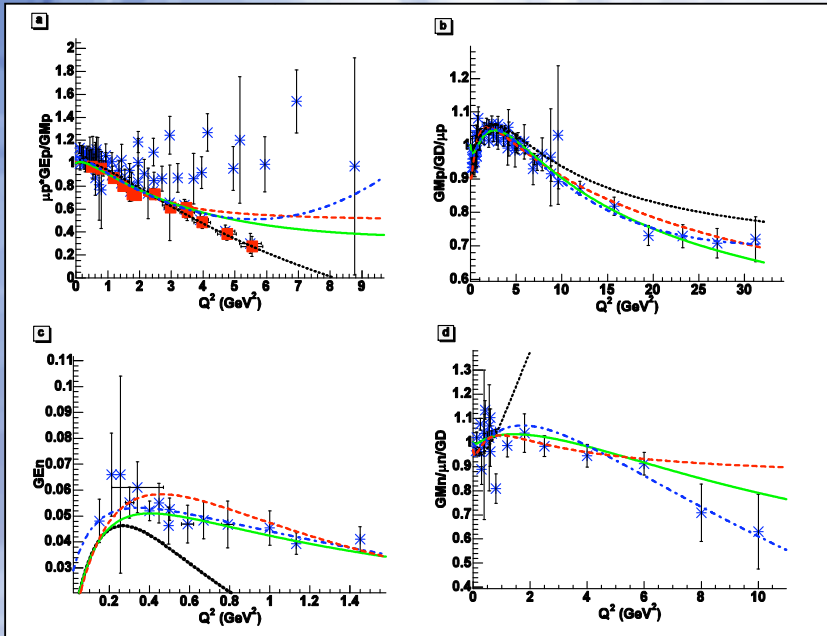 a
μp*GEp/GMp
2
1.8
1.6
1.4
1.2
1.0
0.8
0.6
0.4
0.2
0
0 1 2 3 4 5 6 7 8 9
Q² (GeV²)
b
GMp/GD/μp
1.2
1.1
1.0
0.9
0.8
0.7
0.6
0 5 10 15 20 25 30
Q² (GeV²)
c
GEn
0.11
0.10
0.09
0.08
0.07
0.06
0.05
0.04
0.03
0.2 0.4 0.6 0.8 1 1.2 1.4
Q² (GeV²)
d
GMn/μn/GD
1.3
1.2
1.1
1.0
0.9
0.8
0.7
0.6
0.5
0.4
0 2 4 6 8 10
Q² (GeV²)